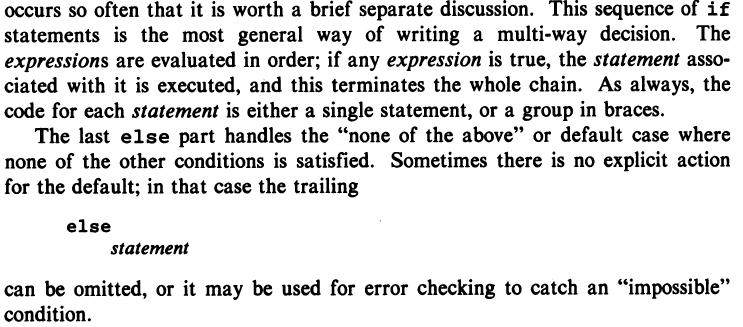 occurs so often that it is worth a brief separate discussion. This sequence of if
statements is the most general way of writing a multi-way decision. The
expressions are evaluated in order; if any expression is true, the statement asso-
ciated with it is executed, and this terminates the whole chain. As always, the
code for each statement is either a single statement, or a group in braces.
The last else part handles the “none of the above” or default case where
none of the other conditions is satisfied. Sometimes there is no explicit action
for the default; in that case the trailing
else
statement
can be omitted, or it may be used for error checking to catch an “impossible”
condition.